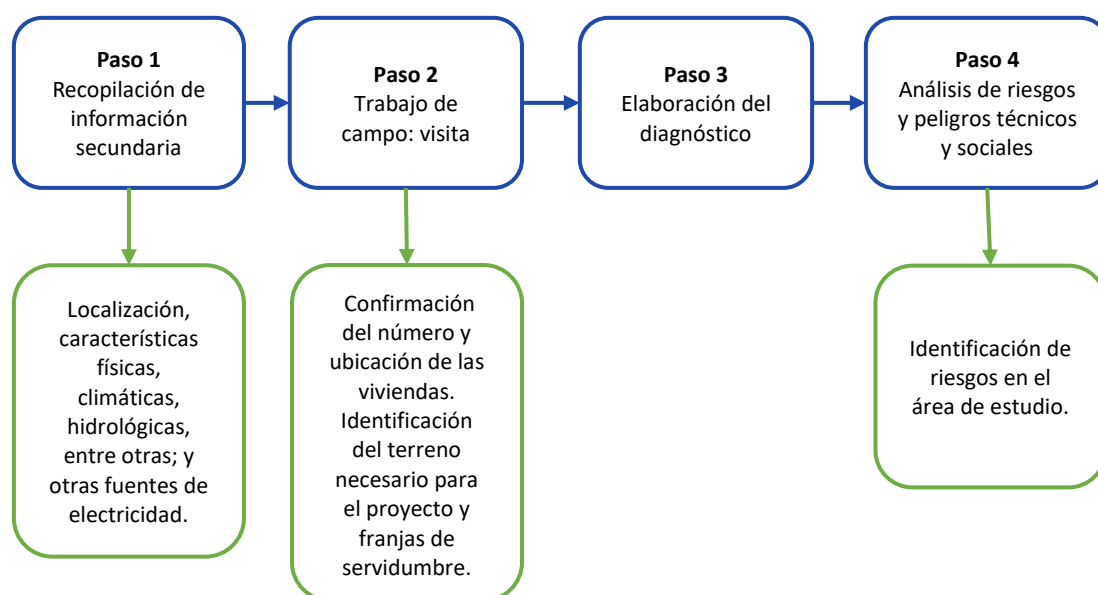 Paso 1
Recopilación de
información
secundaria
Paso 2
Trabajo de
campo: visita
Paso 3
Elaboración del
diagnóstico
Paso 4
Análisis de riesgos
y peligros técnicos
y sociales
Localización,
características
físicas,
climáticas,
hidrológicas,
entre otras; y
otras fuentes de
electricidad.
Confirmación
del número y
ubicación de las
viviendas.
Identificación
del terreno
necesario para
el proyecto y
franjas de
servidumbre.
Identificación de
riesgos en el
área de estudio.